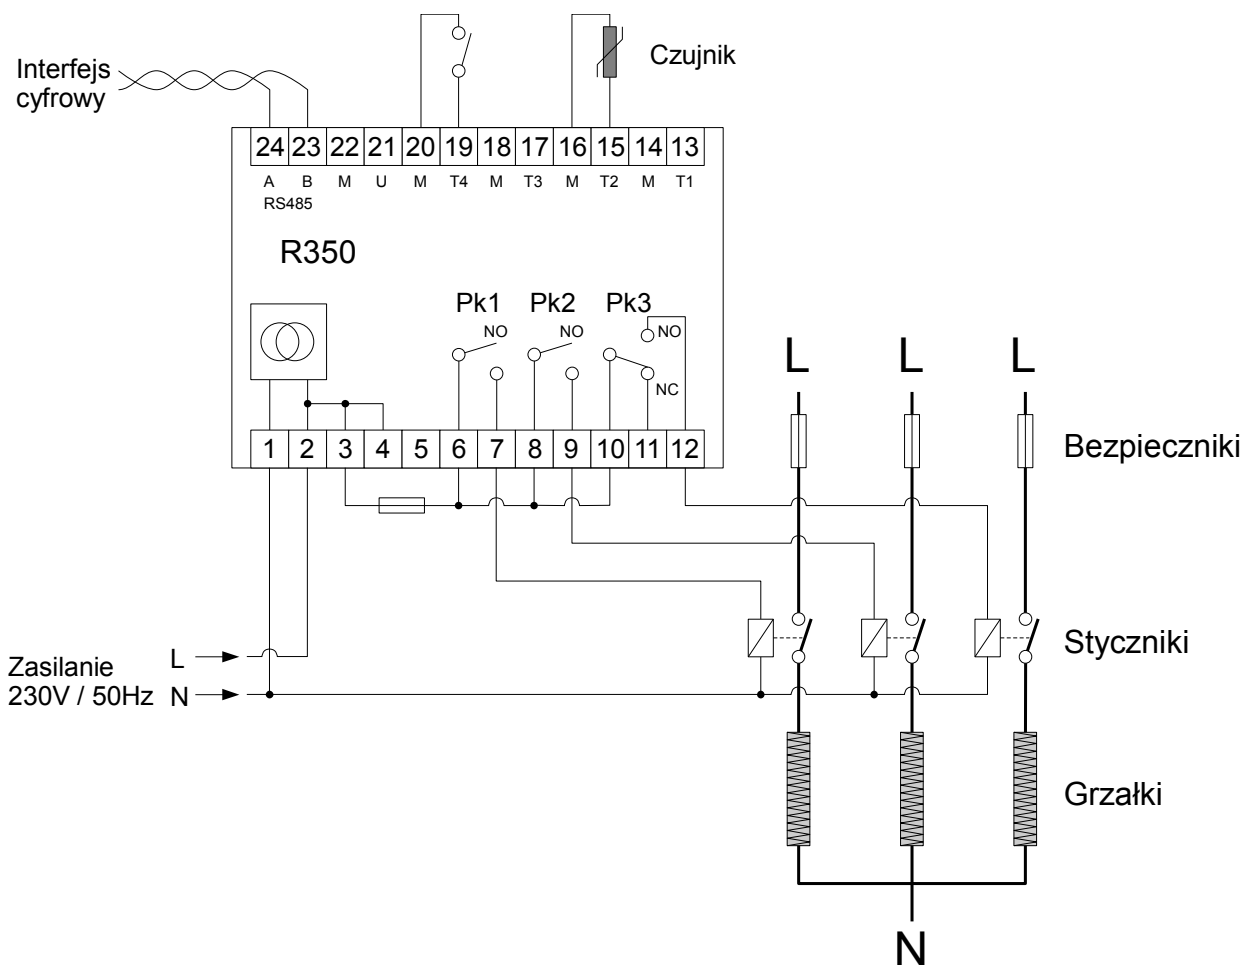 Interfejs
cyfrowy
Czujnik
24 23 22 21 20 19 18 17 16 15 14 13
A B M U M T4 M T3 M T2 M T1
RS485
R350
Pk1 Pk2 Pk3
NO NO NO
NC
1 2 3 4 5 6 7 8 9 10 11 12
L L L
Bezpieczniki
Styczniki
Zasilanie
230V / 50Hz
L
N
Grzałki
N